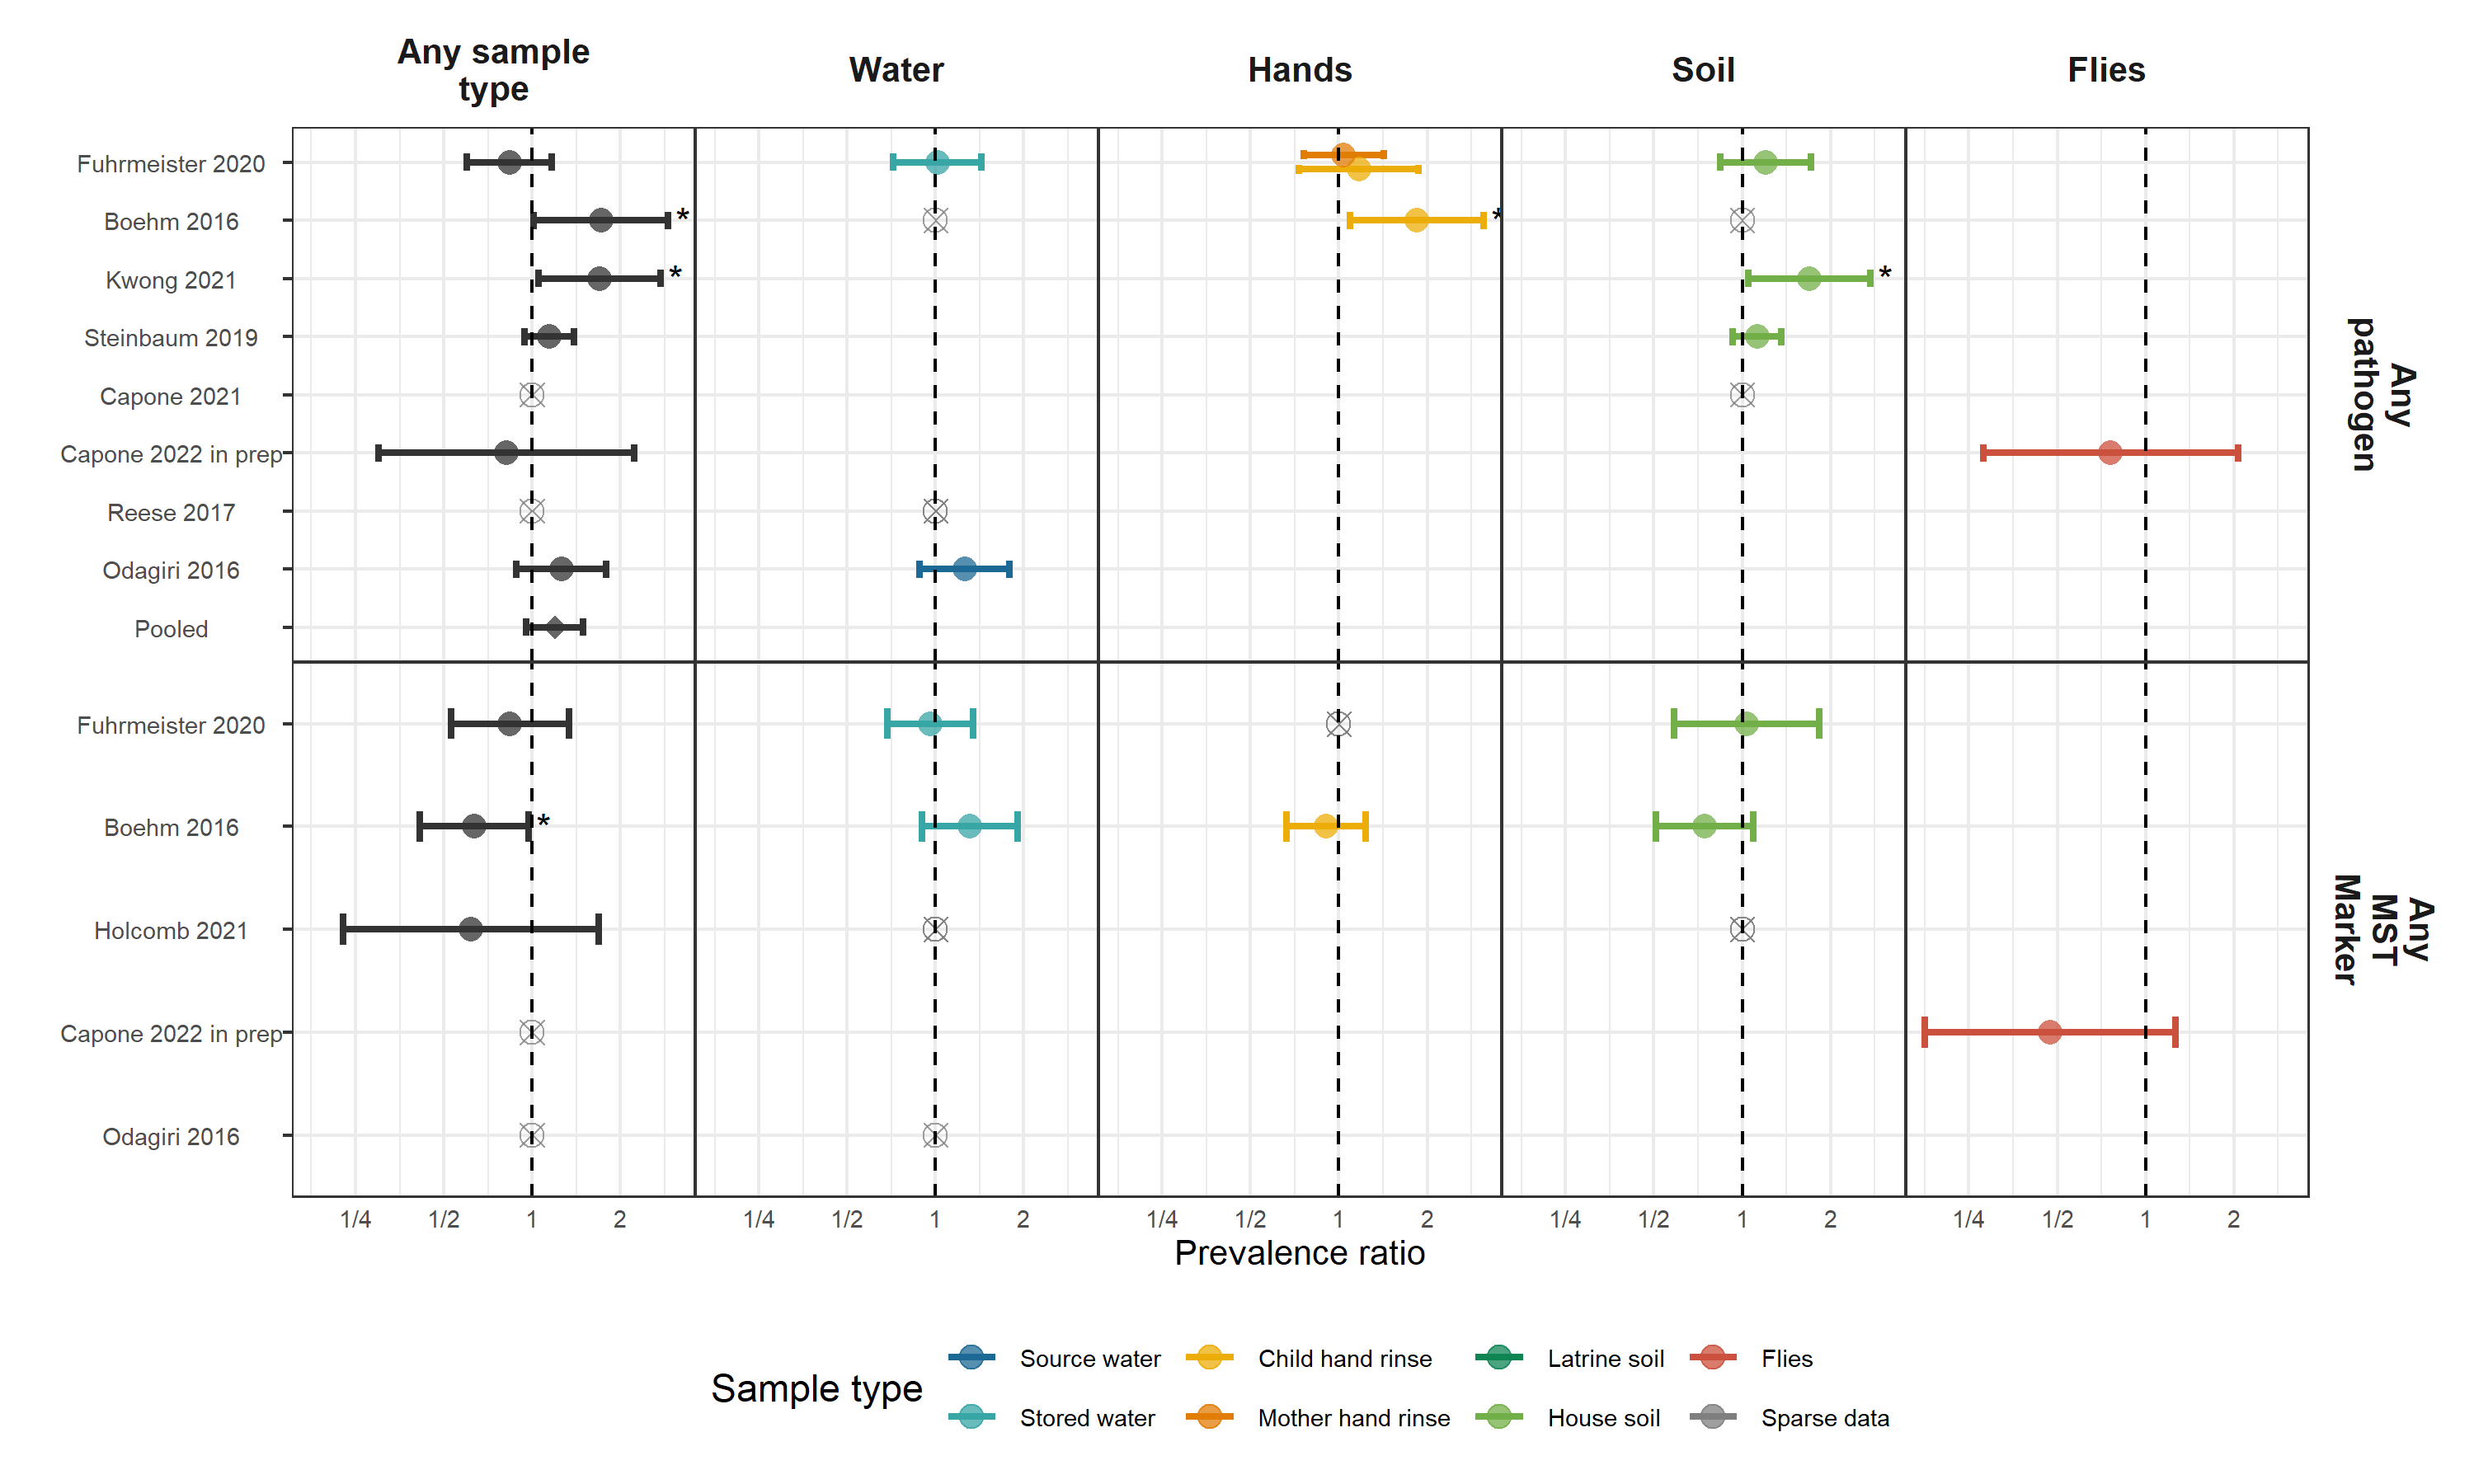 Any sample
type
Water
Hands
Soil
Flies
Fuhrmeister 2020
Boehm 2016
*
*
Kwong 2021
*
*
Steinbaum 2019
Capone 2021
Capone 2022 in prep
Reese 2017
Odagiri 2016
Pooled
Any
pathogen
Fuhrmeister 2020
Boehm 2016
*
Holcomb 2021
Capone 2022 in prep
Odagiri 2016
Any
MST
Marker
1/4 1/2 1 2 1/4 1/2 1 2 1/4 1/2 1 2 1/4 1/2 1 2 1/4 1/2 1 2
Prevalence ratio
Sample type
Source water Child hand rinse Latrine soil Flies
Stored water Mother hand rinse House soil Sparse data